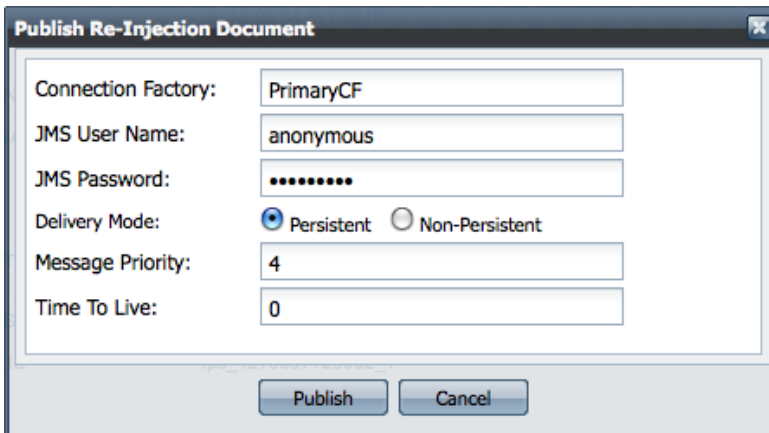 Publish Re-Injection Document
Connection Factory: PrimaryCF
JMS User Name: anonymous
JMS Password: •••••••••
Delivery Mode: Persistent Non-Persistent
Message Priority: 4
Time To Live: 0
Publish Cancel